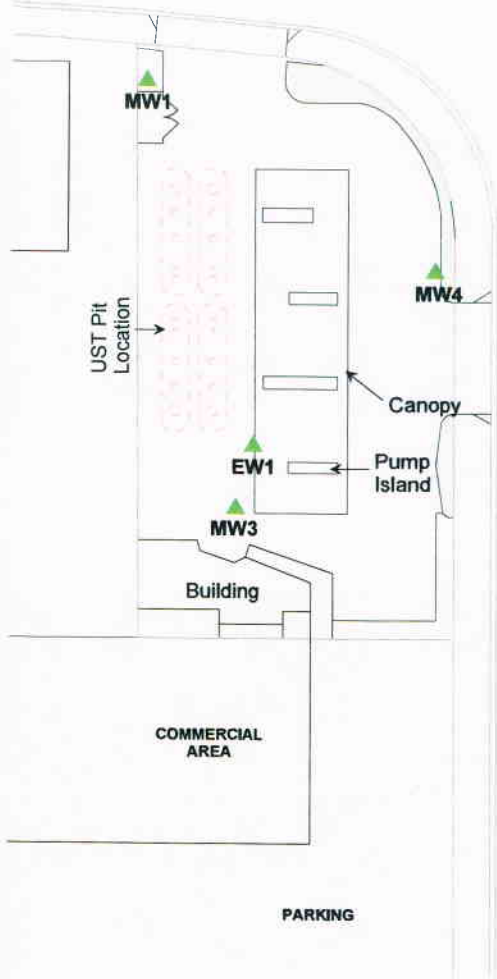 MW1
MW4
UST Pit
Location
Canopy
EW1
Pump
Island
MW3
Building
COMMERCIAL
AREA
PARKING